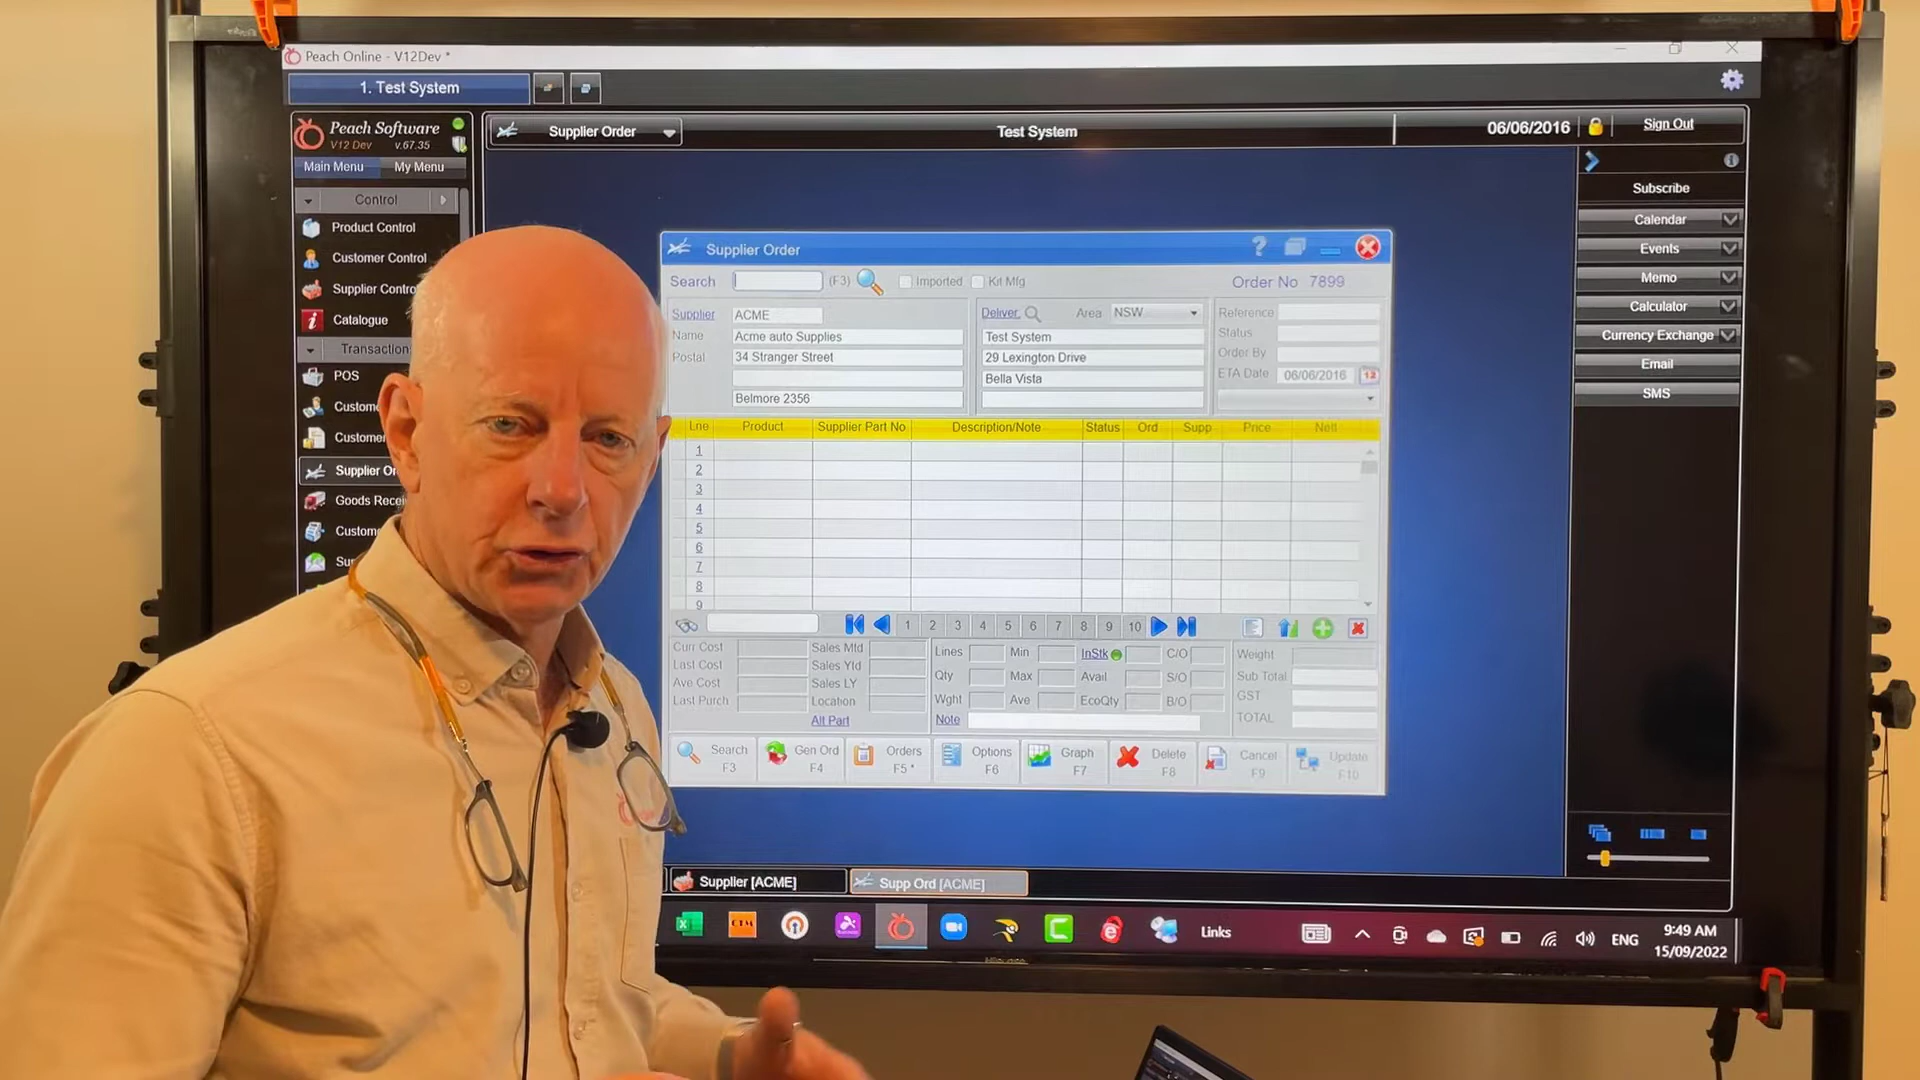 Peach Online - V12Dev *
1. Test System
Peach Software
V12 Dev v.67.35
Main Menu My Menu
Supplier Order
Test System
06/06/2016
Sign Out
Control
Product Control
Customer Control
Supplier Contro
Catalogue
Transaction
POS
Custome
Customer
Supplier Or
Goods Recei
Custome
Su
Subscribe
Calendar
Events
Memo
Calculator
Currency Exchange
Email
SMS
Supplier Order
Search (F3) Imported Kit Mfg Order No 7899
Supplier ACME
Name Acme auto Supplies
Postal 34 Stranger Street
Belmore 2356
Deliver. Area NSW
Test System
29 Lexington Drive
Bella Vista
Reference
Status
Order By
ETA Date 06/06/2016 12
Lne Product Supplier Part No Description/Note Status Ord Supp Price Nett
1
2
3
4
5
6
7
8
9
1 2 3 4 5 6 7 8 9 10
Curr Cost Sales Mtd
Last Cost Sales Ytd
Ave Cost Sales LY
Last Purch Location
Alt Part
Lines Min InStk C/O
Qty Max Avail S/O
Wght Ave EcoQty B/O
Note
Weight
Sub Total
GST
TOTAL
Search F3
Gen Ord F4
Orders F5 *
Options F6
Graph F7
Delete F8
Cancel F9
Update F10
Supplier [ACME]
Supp Ord [ACME]
Links
ENG
9:49 AM
15/09/2022